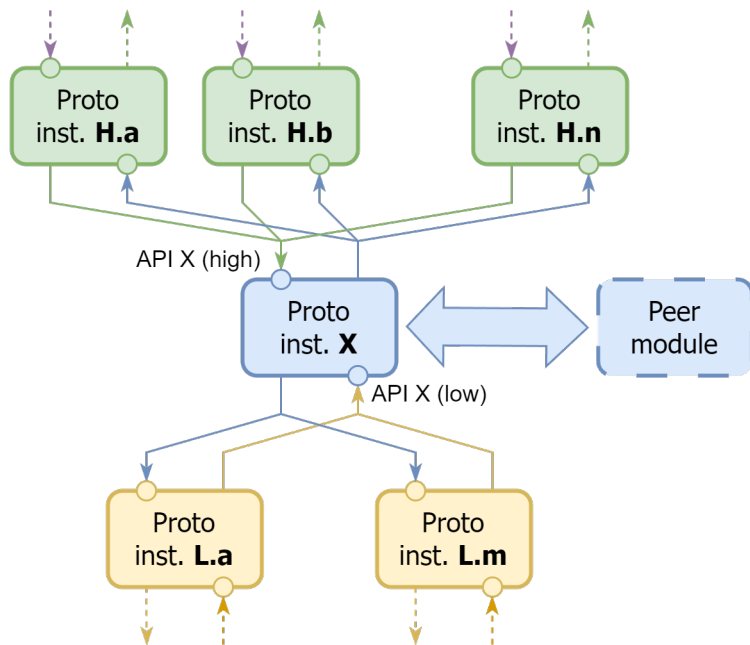 Proto
inst. H.a
Proto
inst. H.b
Proto
inst. H.n
API X (high)
Proto
inst. X
Peer
module
API X (low)
Proto
inst. L.a
Proto
inst. L.m